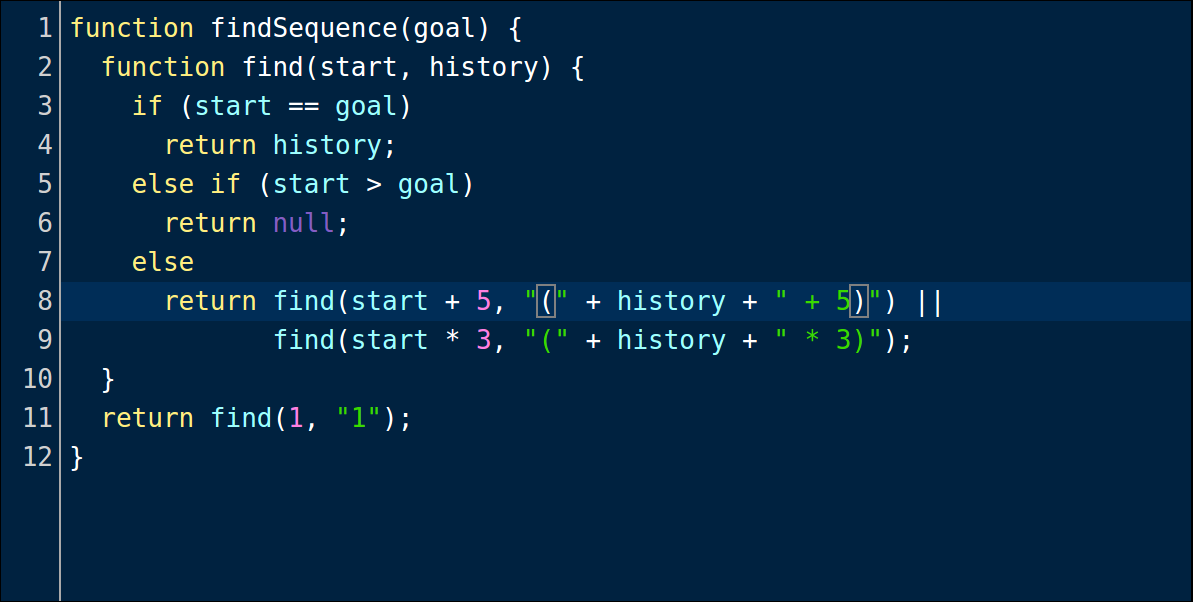 1 function findSequence(goal) {
2   function find(start, history) {
3     if (start == goal)
4       return history;
5     else if (start > goal)
6       return null;
7     else
8       return find(start + 5, "(" + history + " + 5)") ||
9              find(start * 3, "(" + history + " * 3)");
10   }
11   return find(1, "1");
12 }